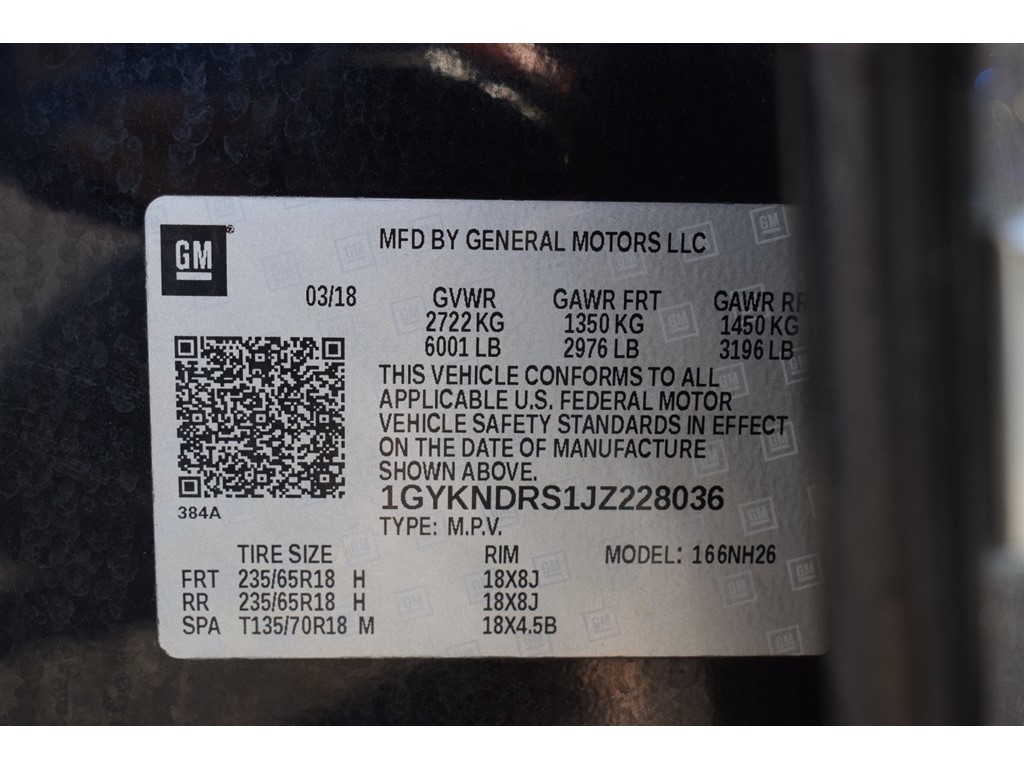 GM
MFD BY GENERAL MOTORS LLC
03/18 GVWR GAWR FRT GAWR RR
2722 KG 1350 KG 1450 KG
6001 LB 2976 LB 3196 LB
THIS VEHICLE CONFORMS TO ALL
APPLICABLE U.S. FEDERAL MOTOR
VEHICLE SAFETY STANDARDS IN EFFECT
ON THE DATE OF MANUFACTURE
SHOWN ABOVE.
1GYKNDRS1JZ228036
384A
TYPE: M.P.V.
TIRE SIZE RIM MODEL: 166NH26
FRT 235/65R18 H 18X8J
RR 235/65R18 H 18X8J
SPA T135/70R18 M 18X4.5B